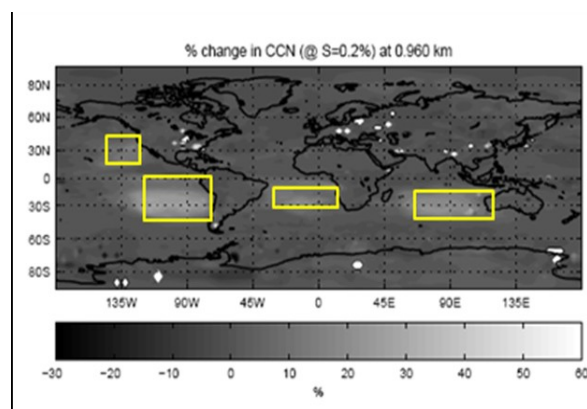 % change in CCN (@ S=0.2%) at 0.960 km
80N
60N
30N
0
30S
60S
80S
135W 90W 45W 0 45E 90E 135E
-30 -20 -10 0 10 20 30 40 50 60
%